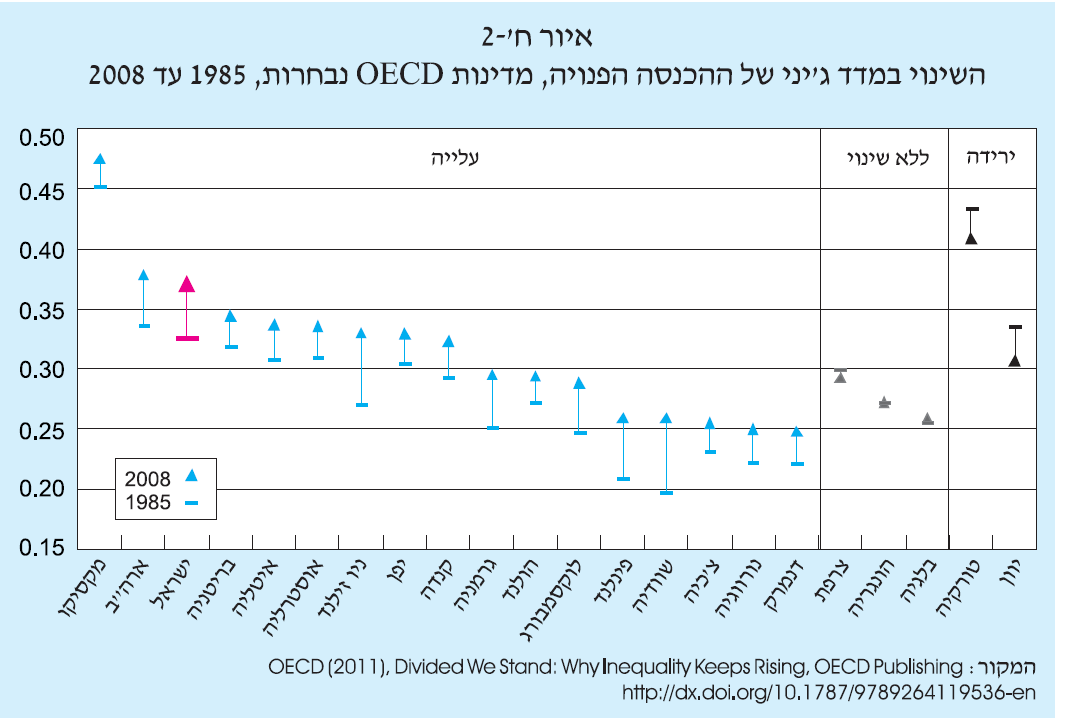 איור ח'-2
השינוי במדד ג'יני של ההכנסה הפנויה, מדינות OECD נבחרות, 1985 עד 2008
0.50
0.45
0.40
0.35
0.30
0.25
0.20
0.15
עלייה
ללא שינוי
ירידה
2008
1985
מקסיקו
ארה"ב
ישראל
בריטניה
איטליה
אוסטרליה
ניו זילנד
יפן
קנדה
גרמניה
הולנד
לוקסמבורג
פינלנד
שוודיה
צ'כיה
נורווגיה
דנמרק
צרפת
הונגריה
בלגיה
טורקיה
יוון
המקור: OECD (2011), Divided We Stand: Why Inequality Keeps Rising, OECD Publishing
http://dx.doi.org/10.1787/9789264119536-en